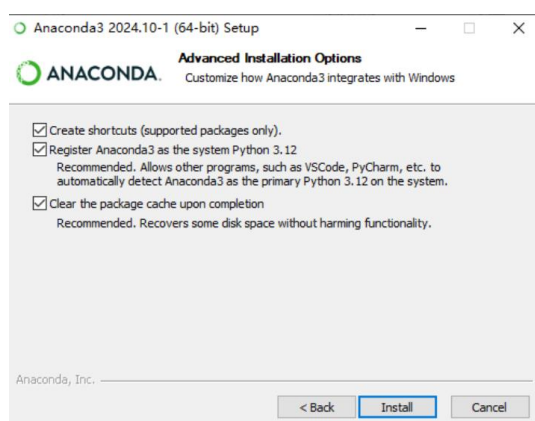 Anaconda3 2024.10-1 (64-bit) Setup
Advanced Installation Options
ANACONDA.
Customize how Anaconda3 integrates with Windows
Create shortcuts (supported packages only).
Register Anaconda3 as the system Python 3.12
Recommended. Allows other programs, such as VSCode, PyCharm, etc. to
automatically detect Anaconda3 as the primary Python 3.12 on the system.
Clear the package cache upon completion
Recommended. Recovers some disk space without harming functionality.
Anaconda, Inc.
< Back Install Cancel